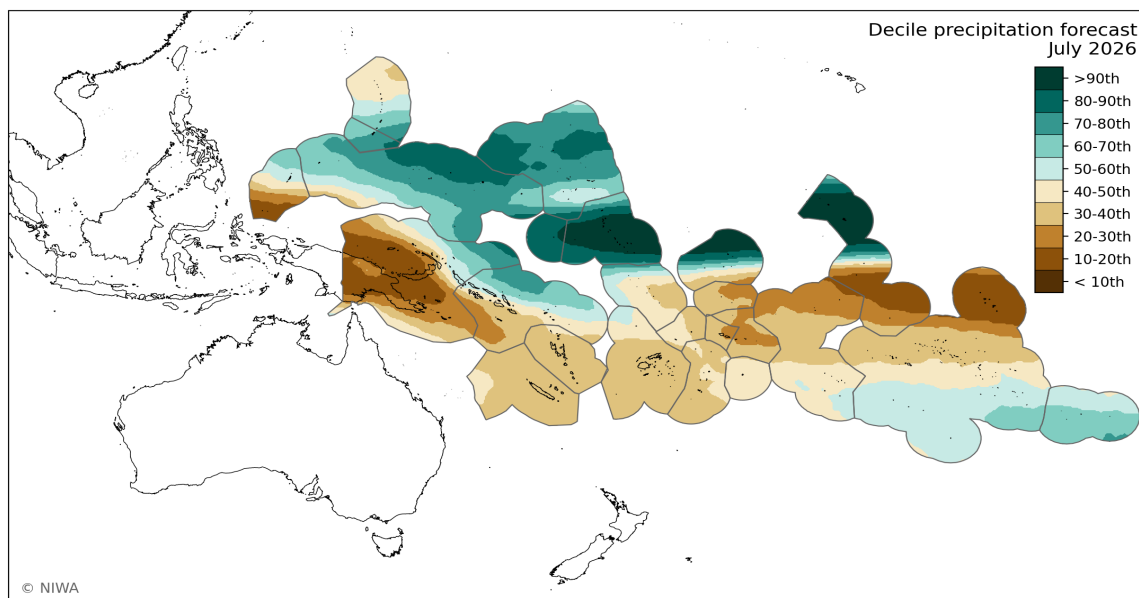 Decile precipitation forecast
July 2026
>90th
80-90th
70-80th
60-70th
50-60th
40-50th
30-40th
20-30th
10-20th
< 10th
© NIWA